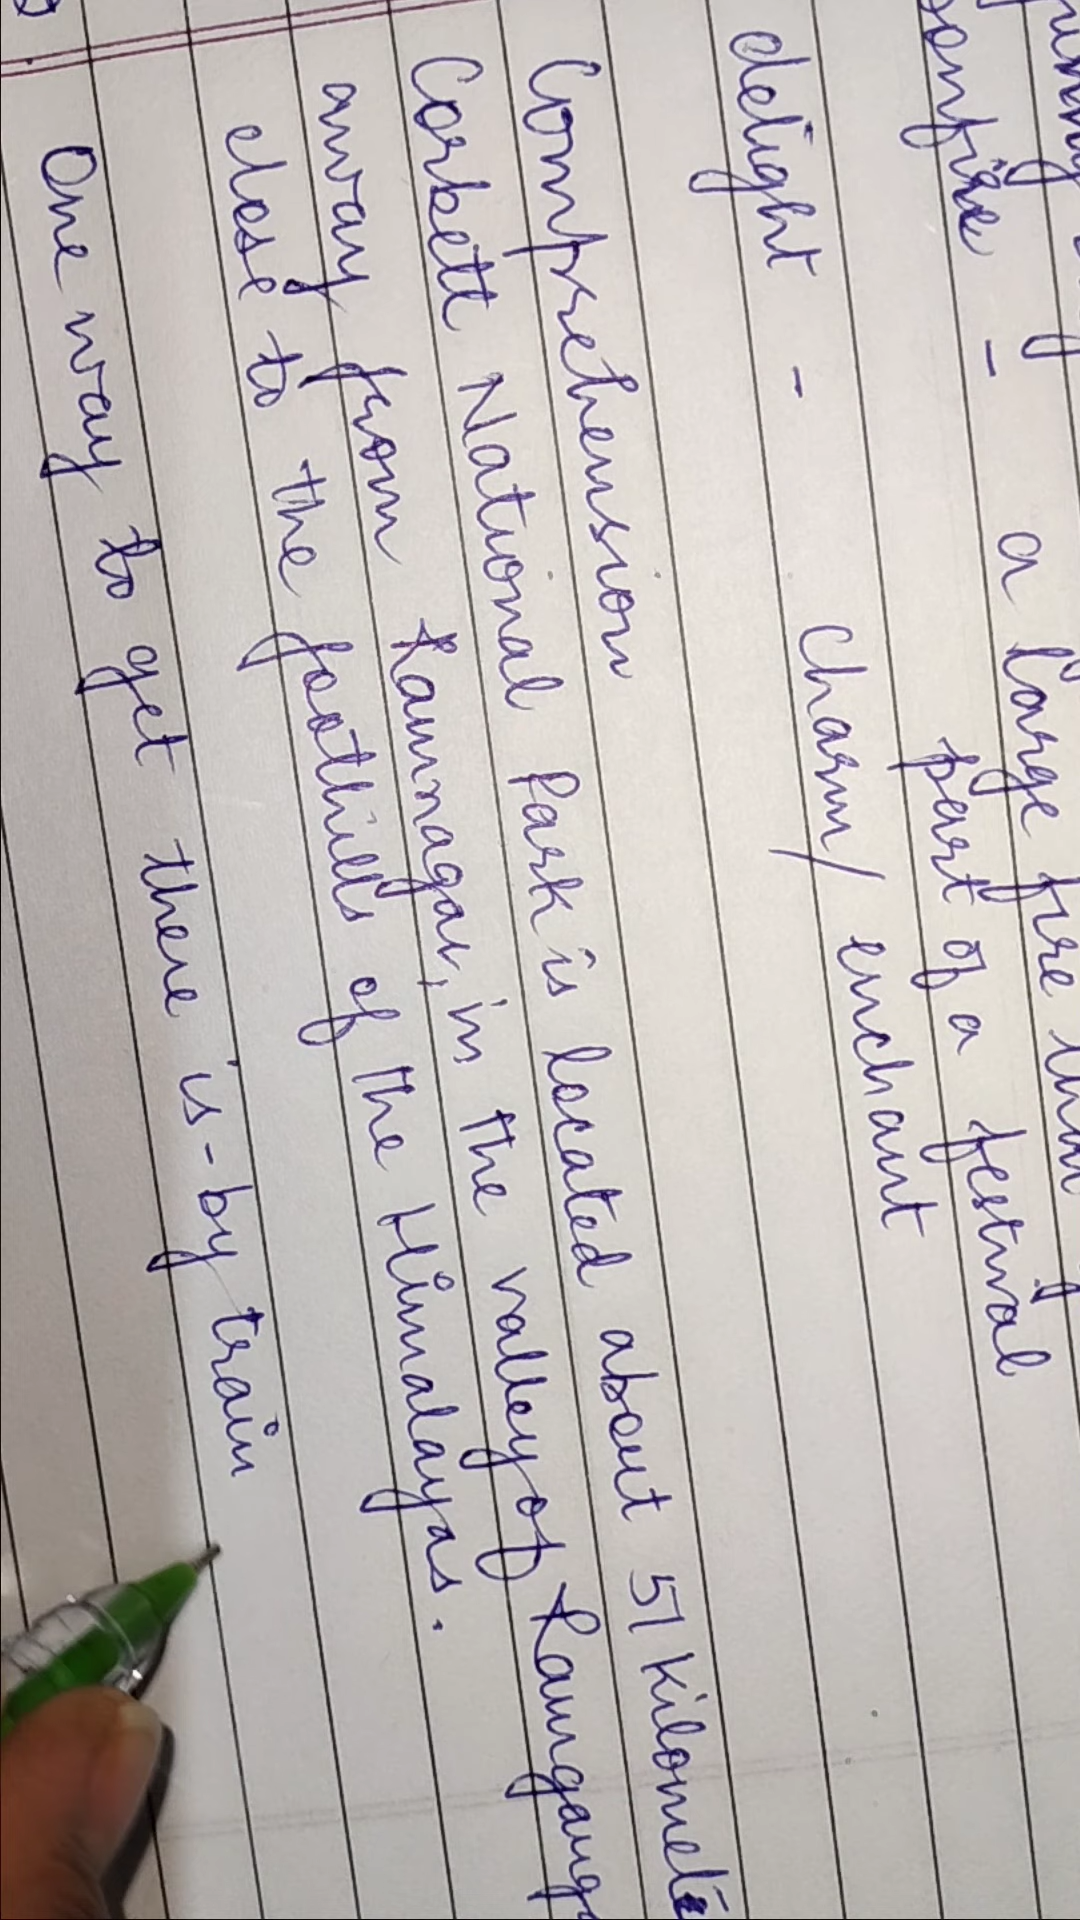 a large fire that
bonfire - part of a festival
delight - Charm/ enchant
Comprehension
Corbett National Park is located about 51 kilomete
away from Ramnagar, in the valley of Ramganga
close to the foothills of the Himalayas.
One way to get there is - by train